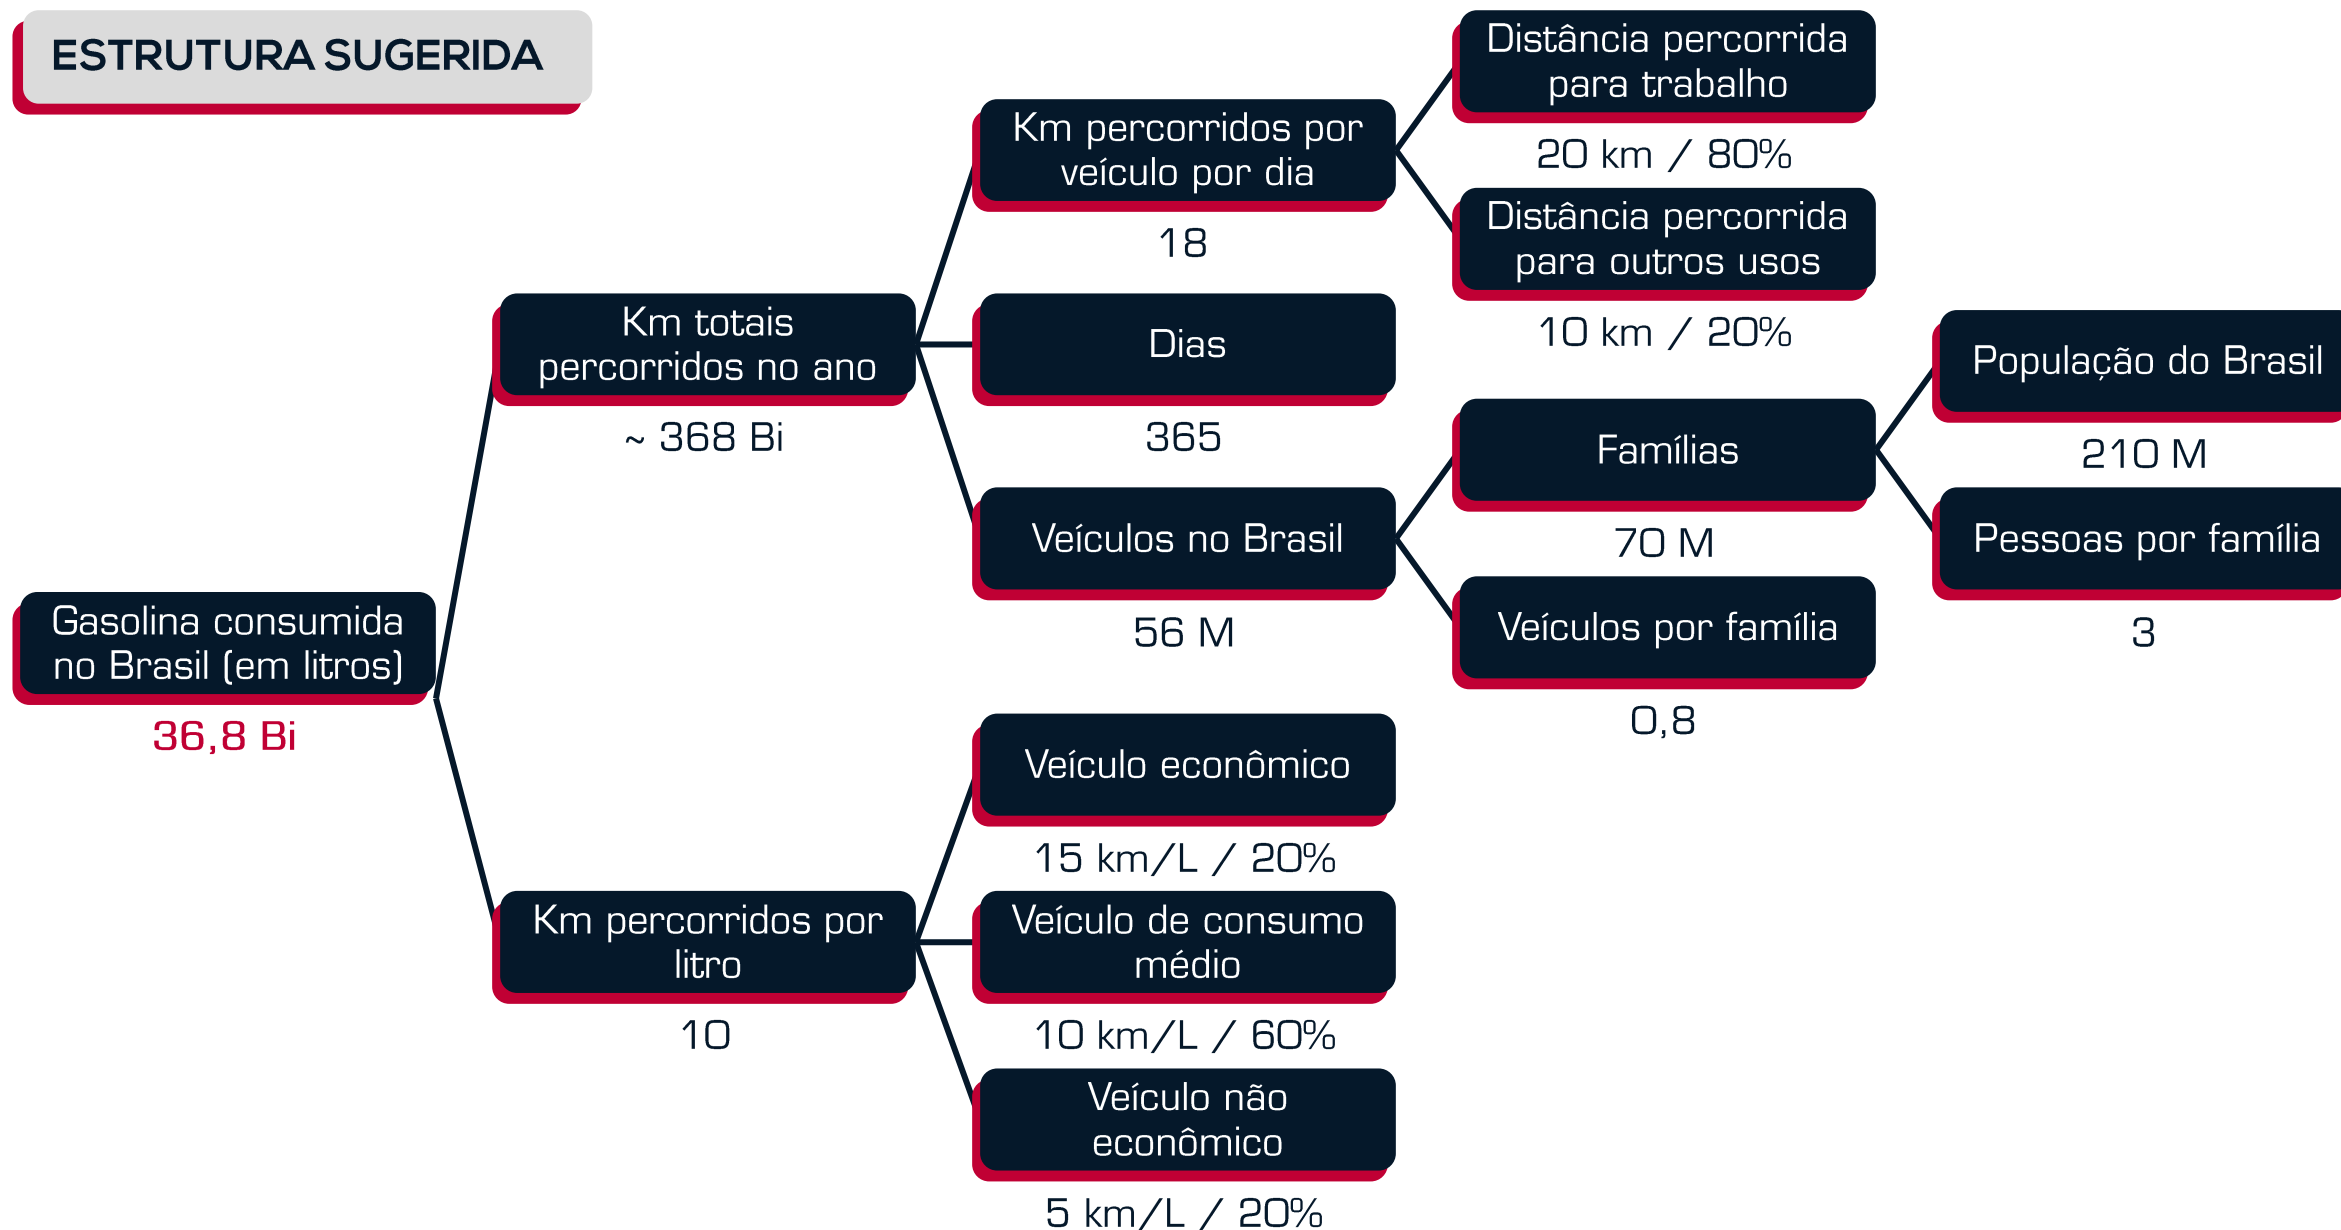 ESTRUTURA SUGERIDA
Gasolina consumida
no Brasil (em litros)
36,8 Bi
Km totais
percorridos no ano
~ 368 Bi
Km percorridos por
litro
10
Km percorridos por
veículo por dia
18
Dias
365
Veículos no Brasil
56 M
Veículo econômico
15 km/L / 20%
Veículo de consumo
médio
10 km/L / 60%
Veículo não
econômico
5 km/L / 20%
Distância percorrida
para trabalho
20 km / 80%
Distância percorrida
para outros usos
10 km / 20%
Famílias
70 M
Veículos por família
0,8
População do Brasil
210 M
Pessoas por família
3